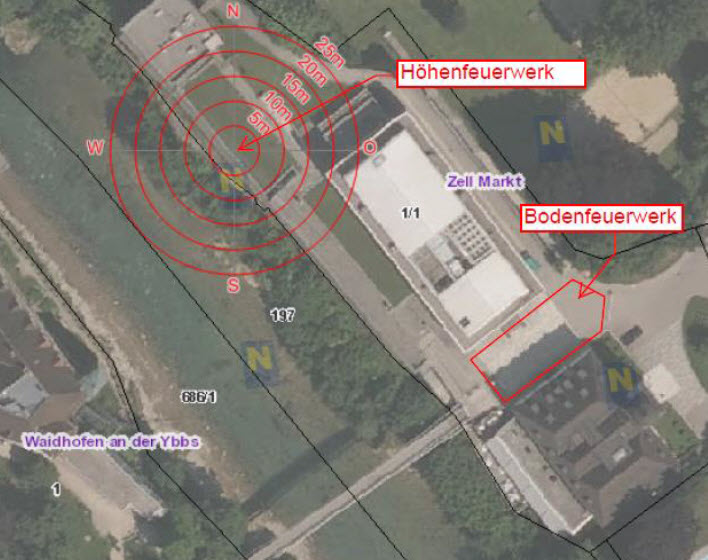 N
25m
20m
15m
10m
5m
Höhenfeuerwerk
W
O
N
N
Zell Markt
1/1
Bodenfeuerwerk
S
197
N
N
686/1
Waidhofen an der Ybbs
1